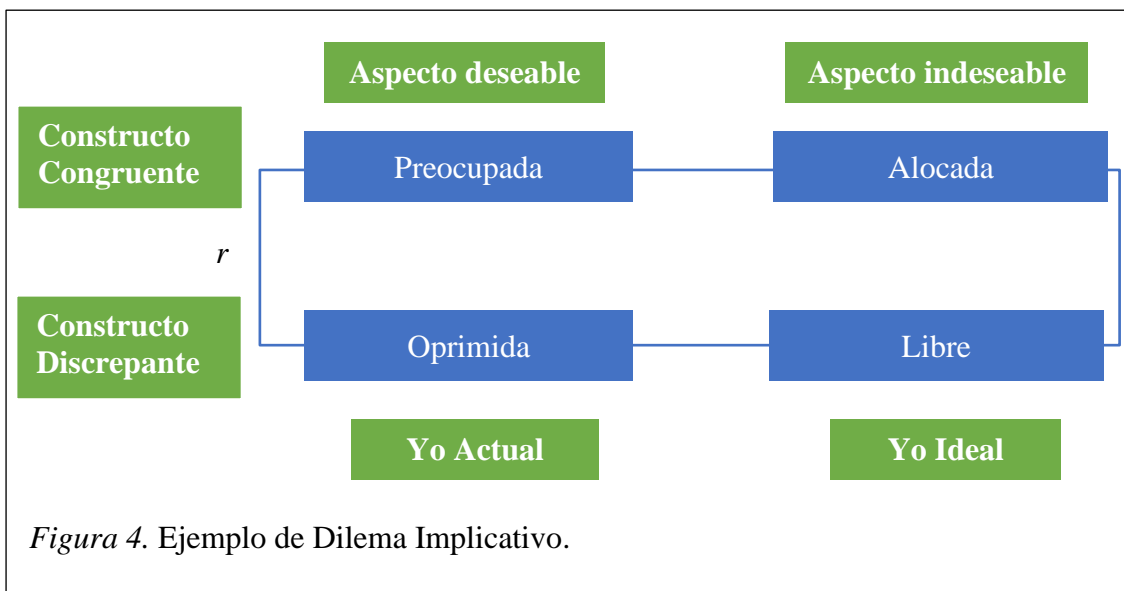 Aspecto deseable
Aspecto indeseable
Constructo
Congruente
Preocupada
Alocada
r
Constructo
Discrepante
Oprimida
Libre
Yo Actual
Yo Ideal
Figura 4. Ejemplo de Dilema Implicativo.